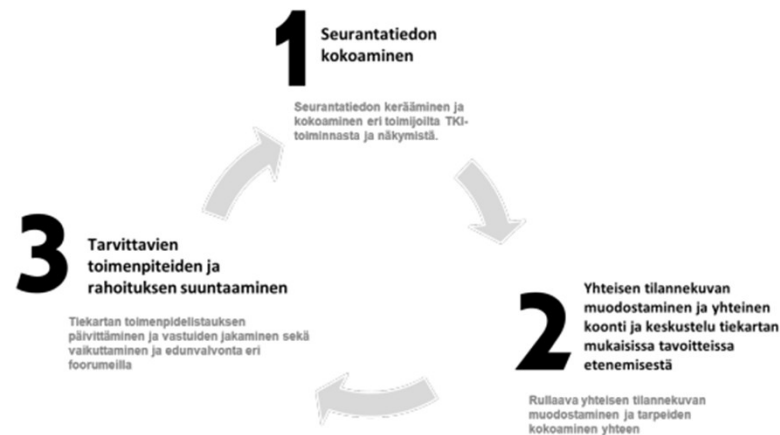 1
Seurantatiedon
kokoaminen
Seurantatiedon kerääminen ja
kokoaminen eri toimijoilta TKI-
toiminnasta ja näkymistä.
2
Yhteisen tilannekuvan
muodostaminen ja yhteinen
koonti ja keskustelu tiekartan
mukaisissa tavoitteissa
etenemisestä
Rullaava yhteisen tilannekuvan
muodostaminen ja tarpeiden
kokoaminen yhteen
3
Tarvittavien
toimenpiteiden ja
rahoituksen suuntaaminen
Tiekartan toimenpidelistauksen
päivittäminen ja vastuiden jakaminen sekä
vaikuttaminen ja edunvalvonta eri
foorumeilla